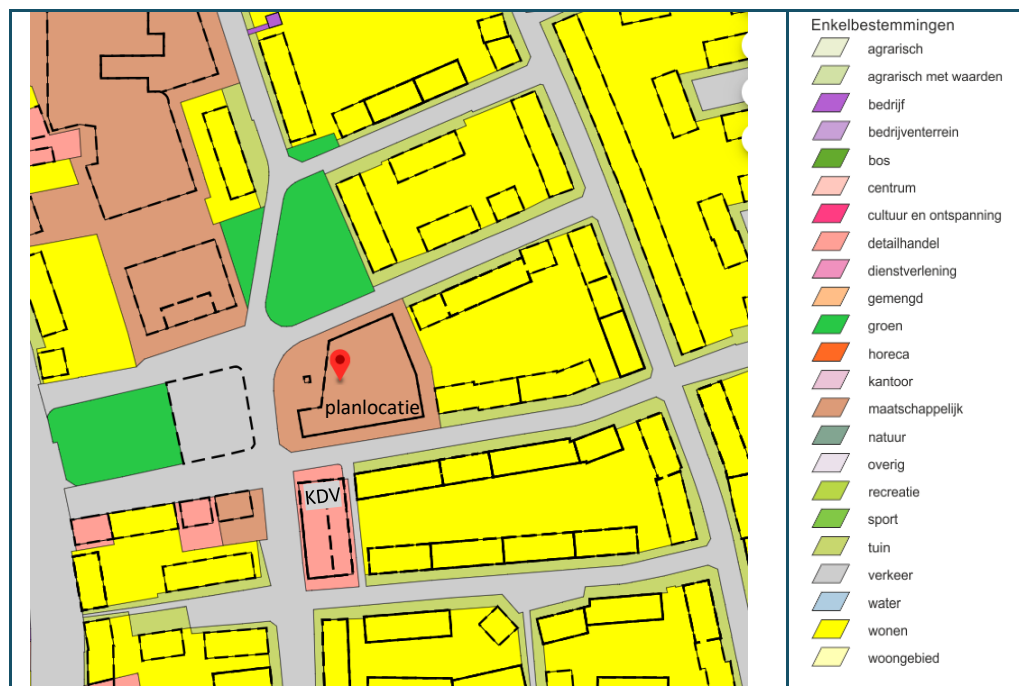 planlocatie
KDV
Enkelbestemmingen
agrarisch
agrarisch met waarden
bedrijf
bedrijventerrein
bos
centrum
cultuur en ontspanning
detailhandel
dienstverlening
gemengd
groen
horeca
kantoor
maatschappelijk
natuur
overig
recreatie
sport
tuin
verkeer
water
wonen
woongebied